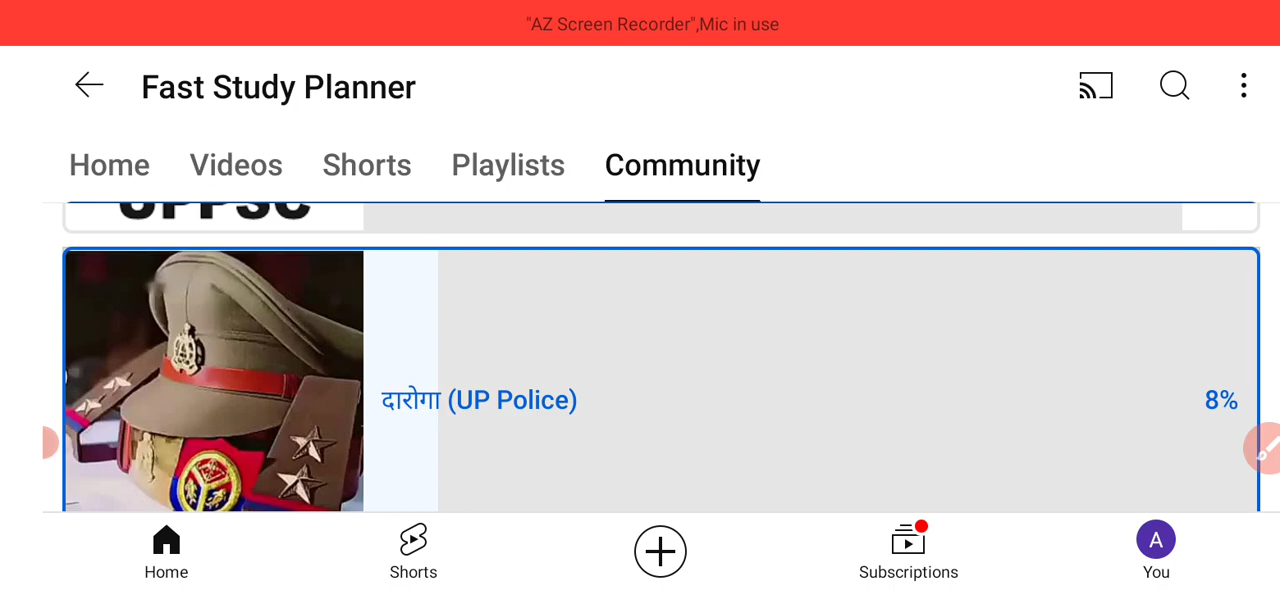 "AZ Screen Recorder",Mic in use
Fast Study Planner
Home Videos Shorts Playlists Community
UPPSC
दारोगा (UP Police) 8%
Home Shorts Subscriptions A You